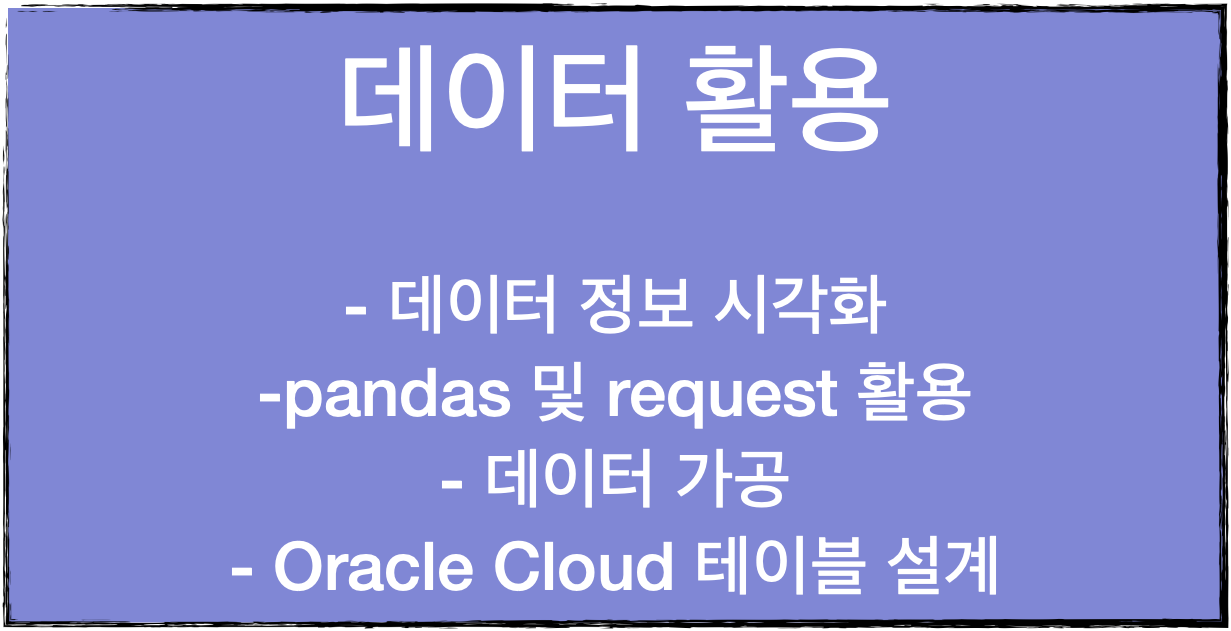 데이터 활용
- 데이터 정보 시각화
-pandas 및 request 활용
- 데이터 가공
- Oracle Cloud 테이블 설계